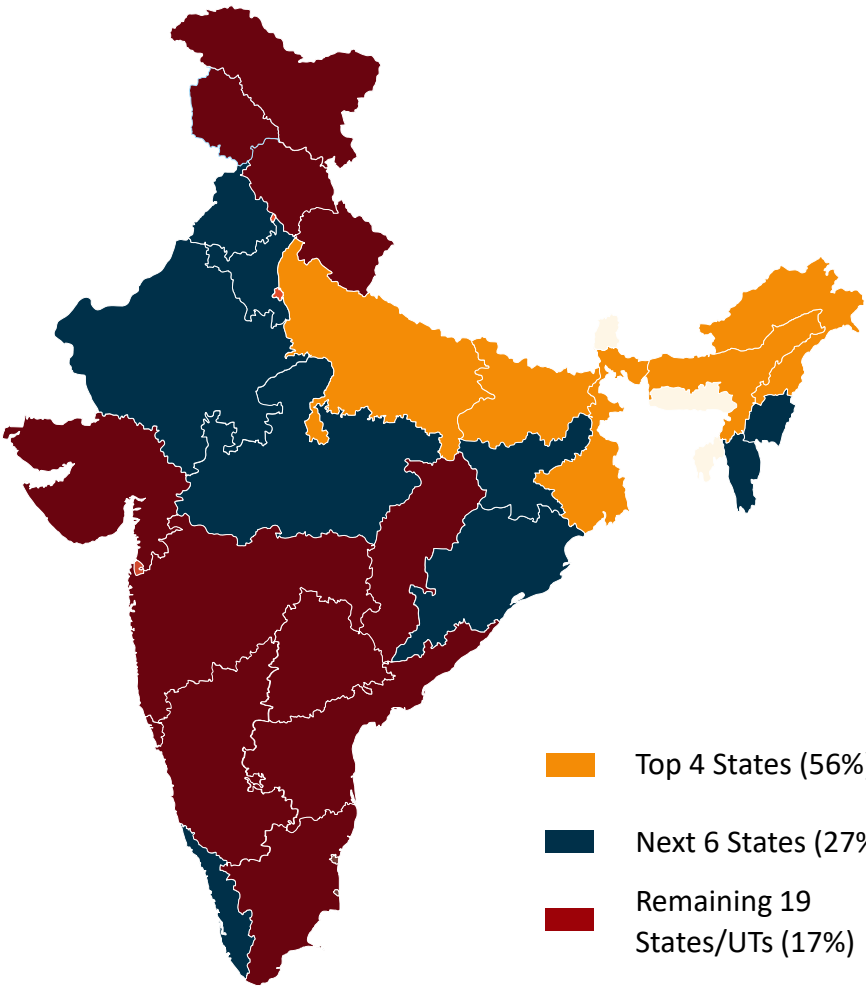 Top 4 States (56%
Next 6 States (27%
Remaining 19
States/UTs (17%)